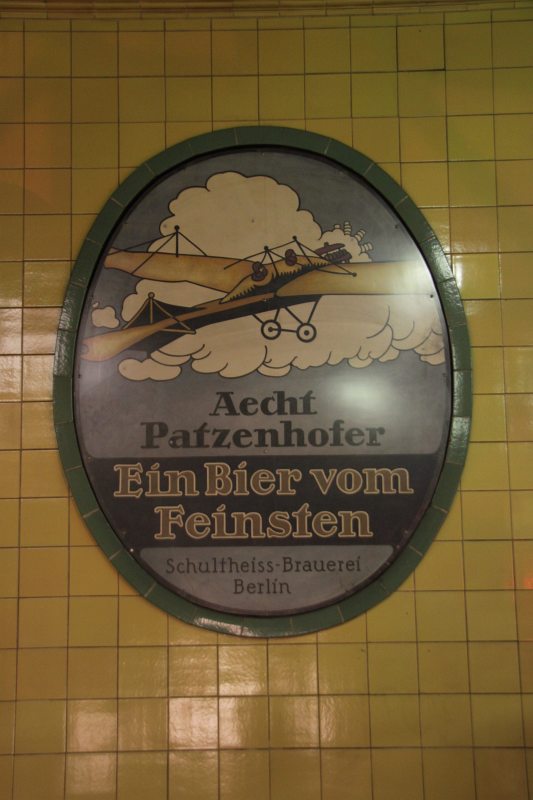 Aecht
Patzenhofer
Ein Bier vom
Feinsten
Schultheiss-Brauerei
Berlin